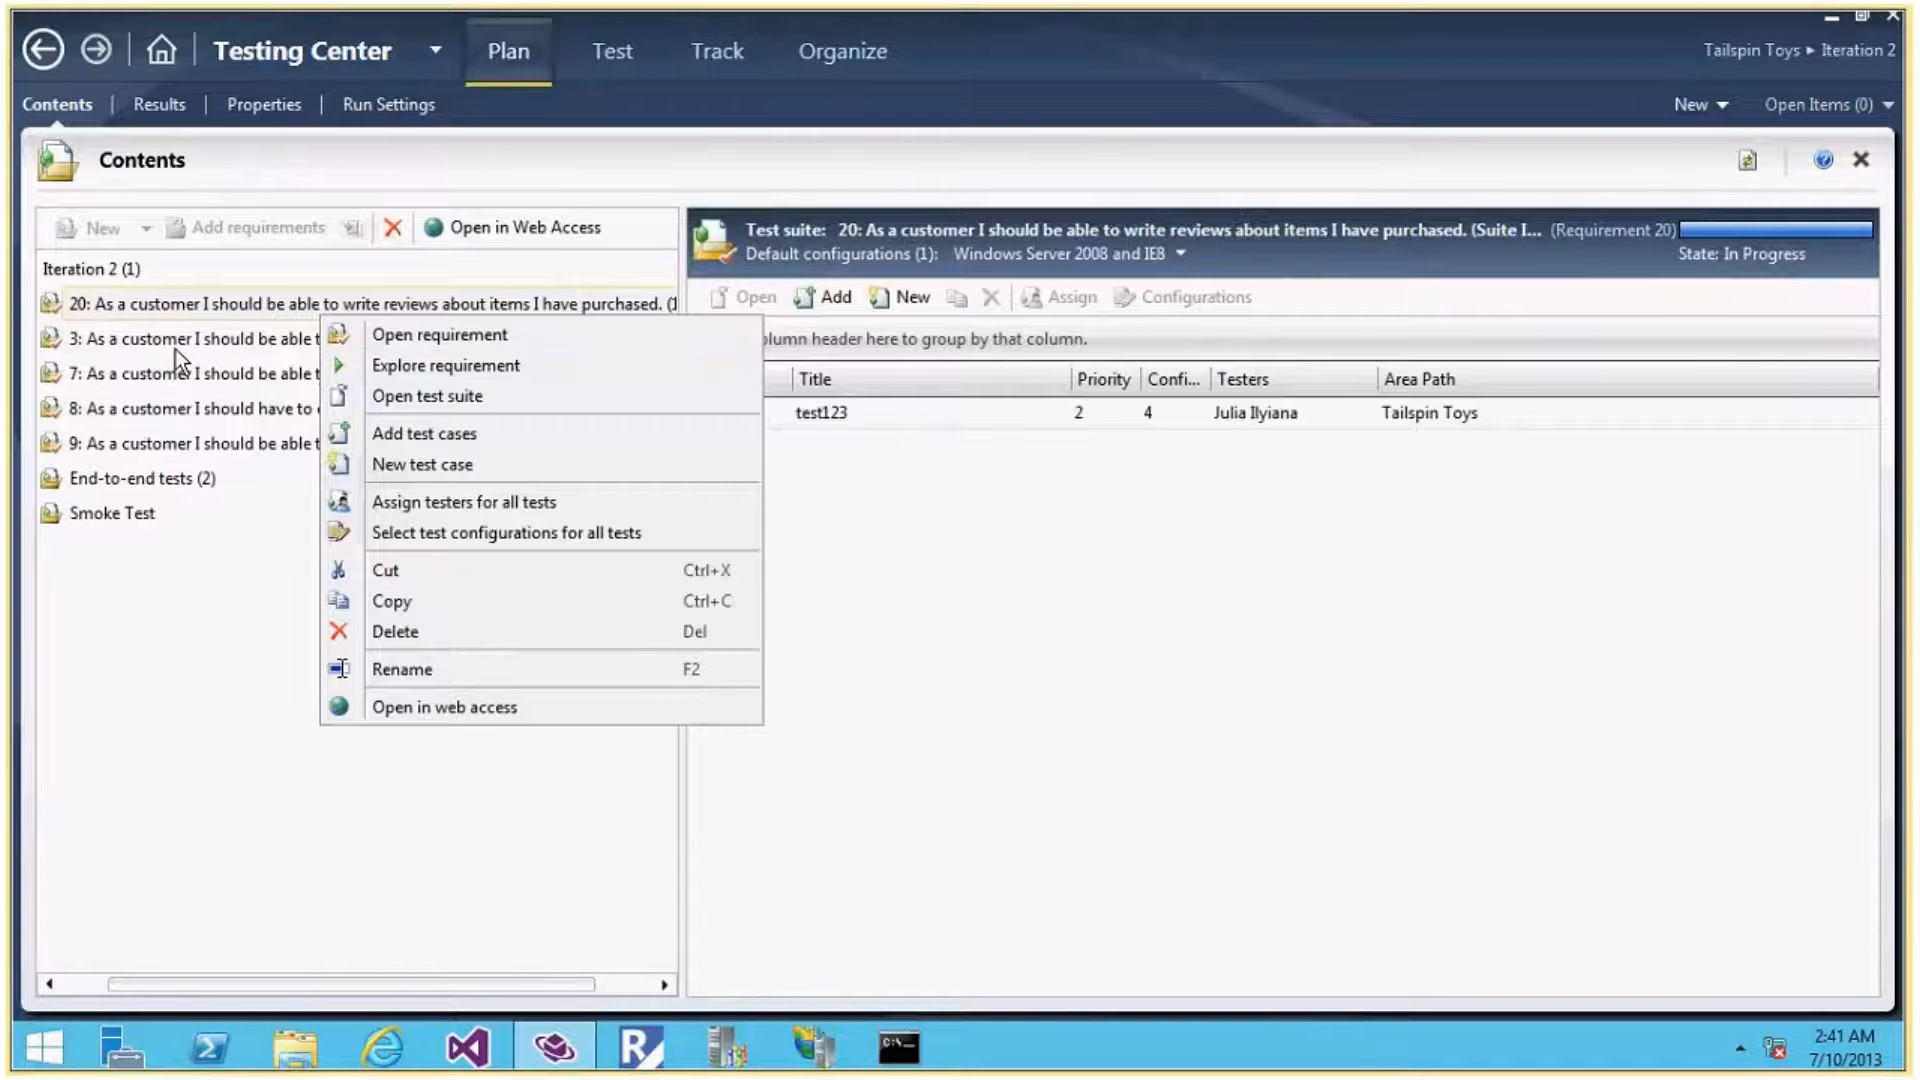 Testing Center
Plan
Test
Track
Organize
Tailspin Toys ▸ Iteration 2
Contents
Results
Properties
Run Settings
New
Open Items (0)
Contents
New
Add requirements
Open in Web Access
Iteration 2 (1)
20: As a customer I should be able to write reviews about items I have purchased. (1
3: As a customer I should be able t
7: As a customer I should be able t
8: As a customer I should have to
9: As a customer I should be able t
End-to-end tests (2)
Smoke Test
Open requirement
Explore requirement
Open test suite
Add test cases
New test case
Assign testers for all tests
Select test configurations for all tests
Cut Ctrl+X
Copy Ctrl+C
Delete Del
Rename F2
Open in web access
Test suite: 20: As a customer I should be able to write reviews about items I have purchased. (Suite I... (Requirement 20)
Default configurations (1): Windows Server 2008 and IE8
State: In Progress
Open
Add
New
Assign
Configurations
column header here to group by that column.
Title Priority Confi... Testers Area Path
test123 2 4 Julia Ilyiana Tailspin Toys
2:41 AM
7/10/2013